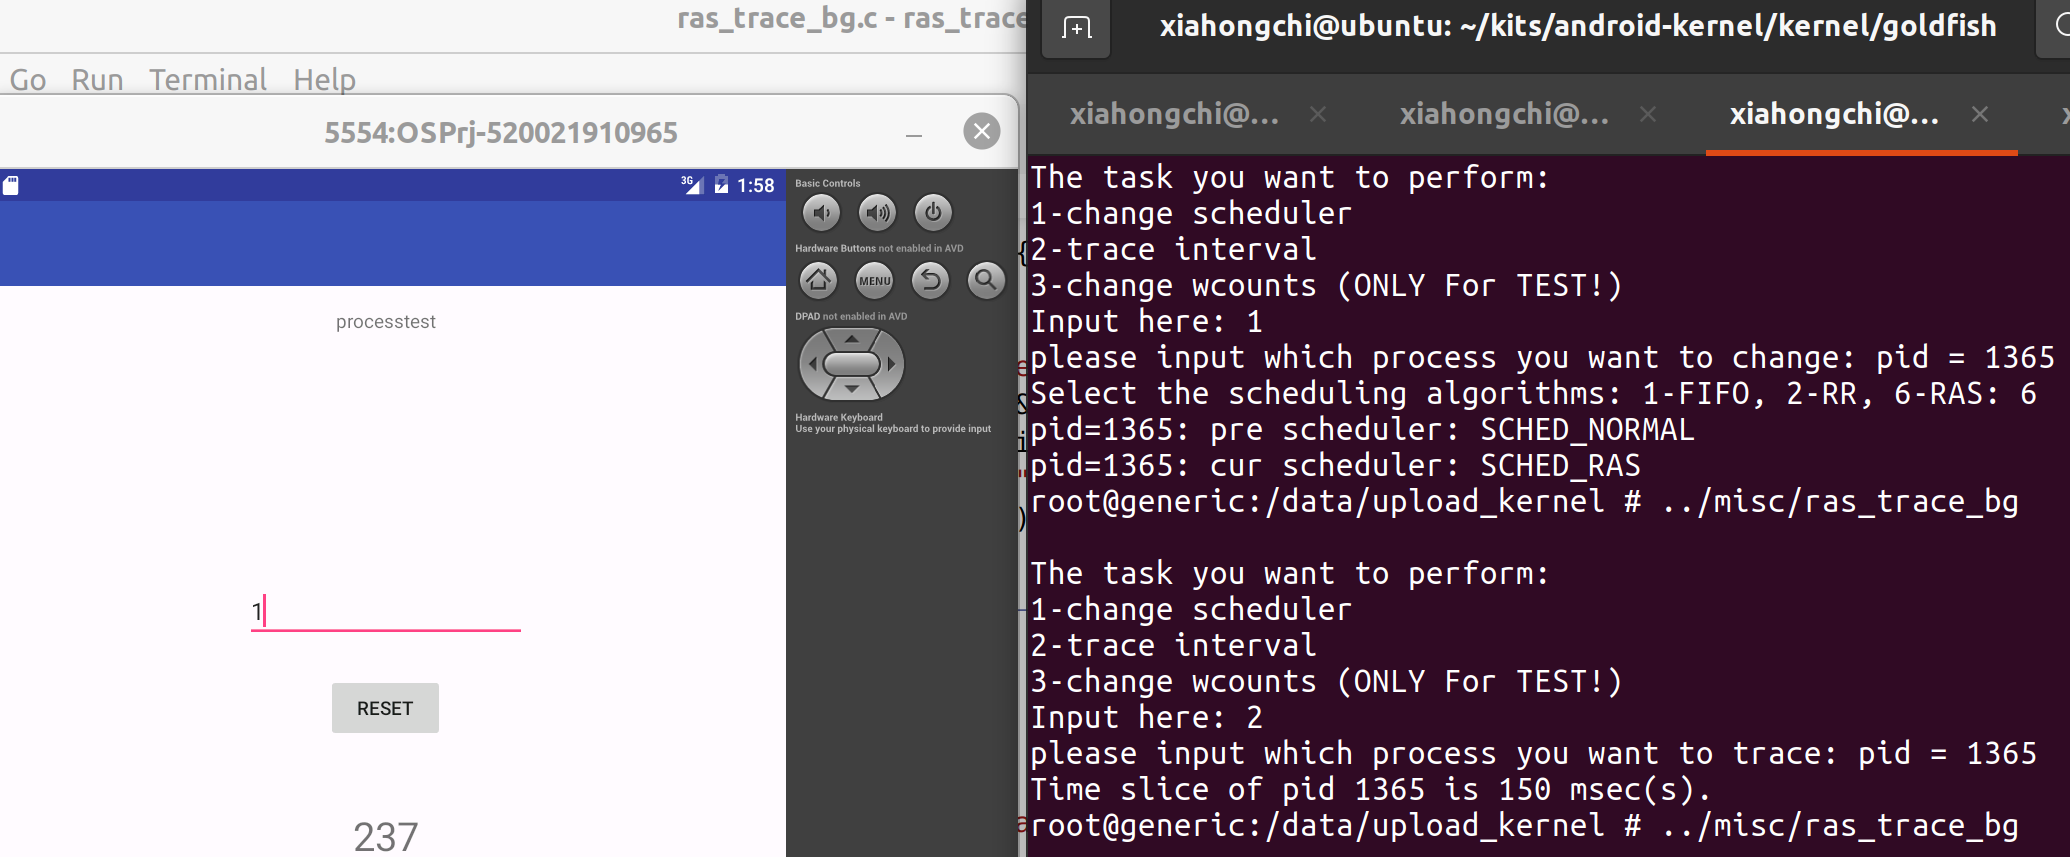 ras_trace_bg.c - ras_trace
Go Run Terminal Help
5554:OSPrj-520021910965
3G 1:58
processtest
1
RESET
237
Basic Controls
Hardware Buttons not enabled in AVD
MENU
DPAD not enabled in AVD
Hardware Keyboard
Use your physical keyboard to provide input
xiahongchi@ubuntu: ~/kits/android-kernel/kernel/goldfish
xiahongchi@... × xiahongchi@... × xiahongchi@... ×
The task you want to perform:
1-change scheduler
2-trace interval
3-change wcounts (ONLY For TEST!)
Input here: 1
please input which process you want to change: pid = 1365
Select the scheduling algorithms: 1-FIFO, 2-RR, 6-RAS: 6
pid=1365: pre scheduler: SCHED_NORMAL
pid=1365: cur scheduler: SCHED_RAS
root@generic:/data/upload_kernel # ../misc/ras_trace_bg
The task you want to perform:
1-change scheduler
2-trace interval
3-change wcounts (ONLY For TEST!)
Input here: 2
please input which process you want to trace: pid = 1365
Time slice of pid 1365 is 150 msec(s).
root@generic:/data/upload_kernel # ../misc/ras_trace_bg